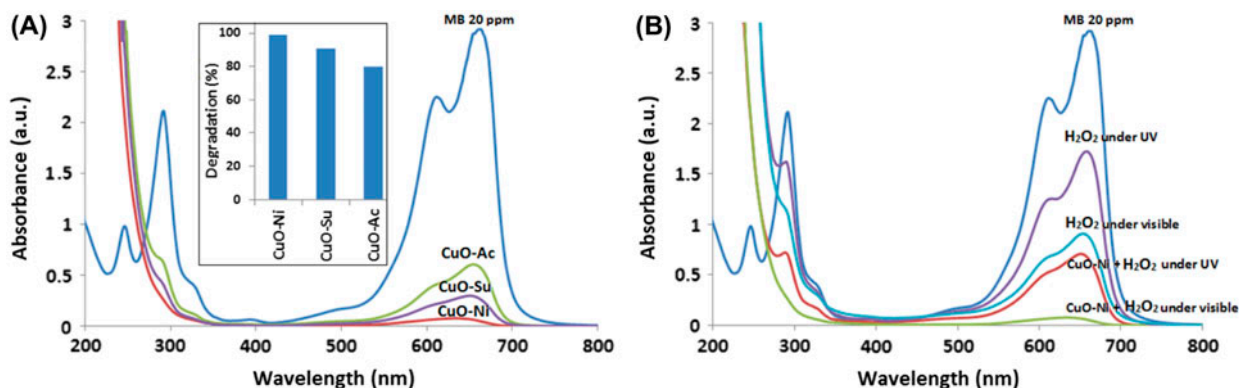 (A)
MB 20 ppm
3
2.5
2
1.5
1
0.5
0
Absorbance (a.u.)
200 300 400 500 600 700 800
Wavelength (nm)
100
80
60
40
20
0
Degradation (%)
CuO-Ni
CuO-Su
CuO-Ac
CuO-Ac
CuO-Su
CuO-Ni
(B)
MB 20 ppm
3
2.5
2
1.5
1
0.5
0
Absorbance (a.u.)
200 300 400 500 600 700 800
Wavelength (nm)
H₂O₂ under UV
H₂O₂ under visible
CuO-Ni + H₂O₂ under UV
CuO-Ni + H₂O₂ under visible